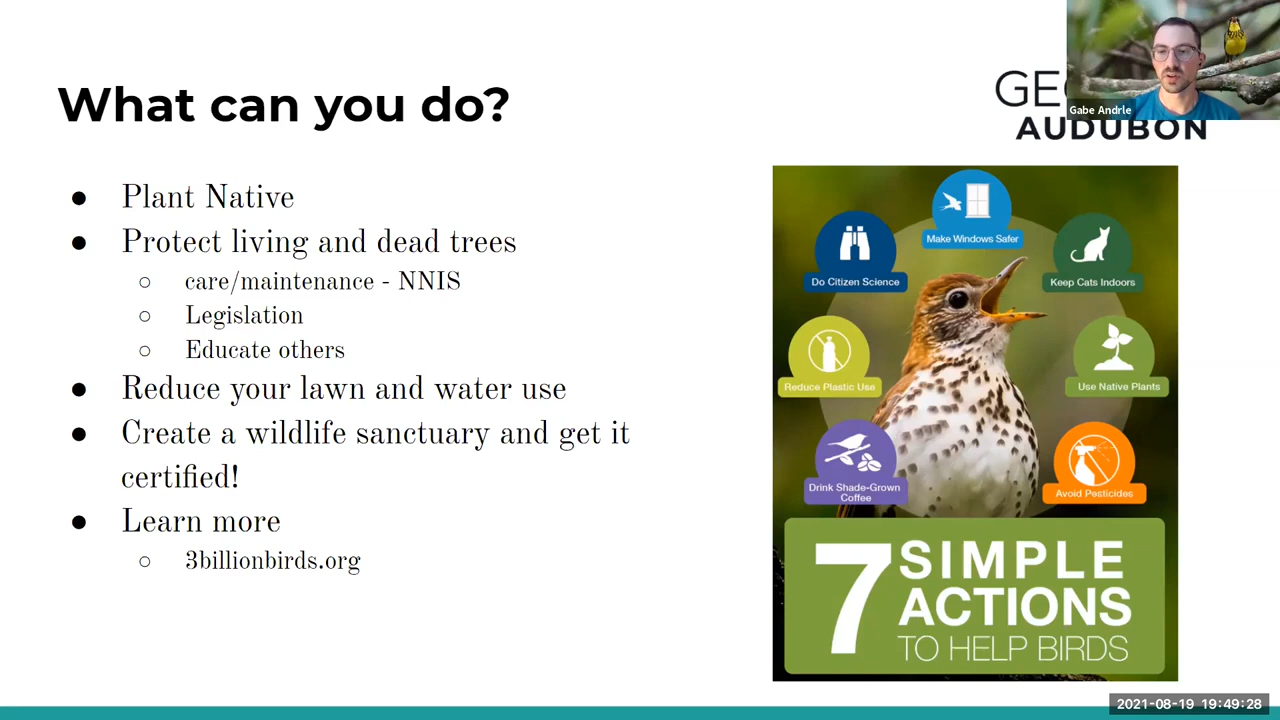 What can you do?
GE
AUDUBON
Gabe Andrle
● Plant Native
● Protect living and dead trees
○ care/maintenance - NNIS
○ Legislation
○ Educate others
● Reduce your lawn and water use
● Create a wildlife sanctuary and get it
certified!
● Learn more
○ 3billionbirds.org
Make Windows Safer
Do Citizen Science
Keep Cats Indoors
Reduce Plastic Use
Use Native Plants
Drink Shade-Grown
Coffee
Avoid Pesticides
7 SIMPLE
ACTIONS
TO HELP BIRDS
2021-08-19 19:49:28